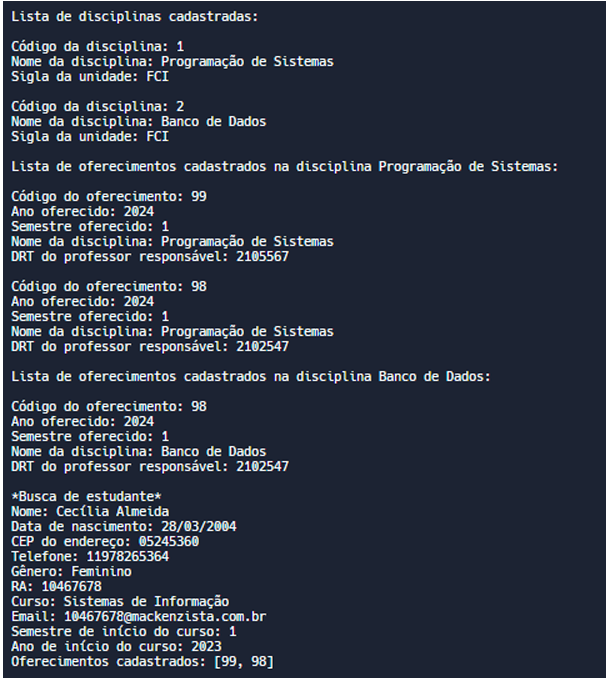 Lista de disciplinas cadastradas:
Código da disciplina: 1
Nome da disciplina: Programação de Sistemas
Sigla da unidade: FCI
Código da disciplina: 2
Nome da disciplina: Banco de Dados
Sigla da unidade: FCI
Lista de oferecimentos cadastrados na disciplina Programação de Sistemas:
Código do oferecimento: 99
Ano oferecido: 2024
Semestre oferecido: 1
Nome da disciplina: Programação de Sistemas
DRT do professor responsável: 2105567
Código do oferecimento: 98
Ano oferecido: 2024
Semestre oferecido: 1
Nome da disciplina: Programação de Sistemas
DRT do professor responsável: 2102547
Lista de oferecimentos cadastrados na disciplina Banco de Dados:
Código do oferecimento: 98
Ano oferecido: 2024
Semestre oferecido: 1
Nome da disciplina: Banco de Dados
DRT do professor responsável: 2102547
*Busca de estudante*
Nome: Cecília Almeida
Data de nascimento: 28/03/2004
CEP do endereço: 05245360
Telefone: 11978265364
Gênero: Feminino
RA: 10467678
Curso: Sistemas de Informação
Email: 10467678@mackenzista.com.br
Semestre de início do curso: 1
Ano de início do curso: 2023
Oferecimentos cadastrados: [99, 98]